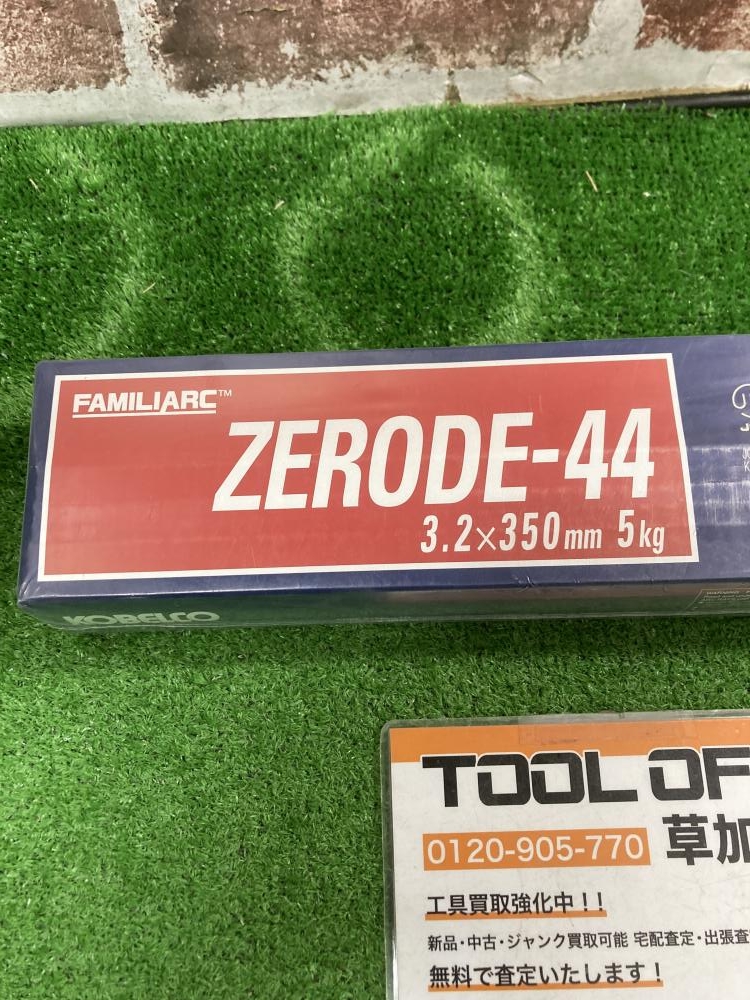 FAMILIARC™
ZERODE-44
3.2×350mm 5kg
KOBELCO
TOOL OF
0120-905-770 草加
工具買取強化中!!
新品・中古・ジャンク買取可能 宅配査定・出張査
無料で査定いたします!